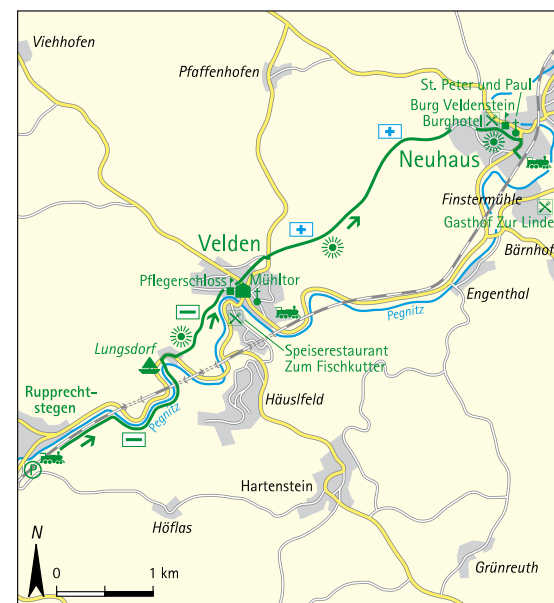 Viehhofen
Pfaffenhofen
St. Peter und Paul
Burg Veldenstein
Burghotel
Neuhaus
Finstermühle
Gasthof Zur Linde
Bärnhof
Velden
Pflegerschloss
Mühltor
Engenthal
Pegnitz
Lungsdorf
Speiserestaurant
Zum Fischkutter
Rupprecht-
stegen
Häuslfeld
Pegnitz
P
Hartenstein
Höflas
N
0
1 km
Grünreuth